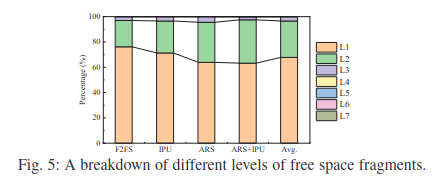 100
80
60
40
20
0
Percentage (%)
F2FS IPU ARS ARS+IPU Avg.
L1
L2
L3
L4
L5
L6
L7
Fig. 5: A breakdown of different levels of free space fragments.